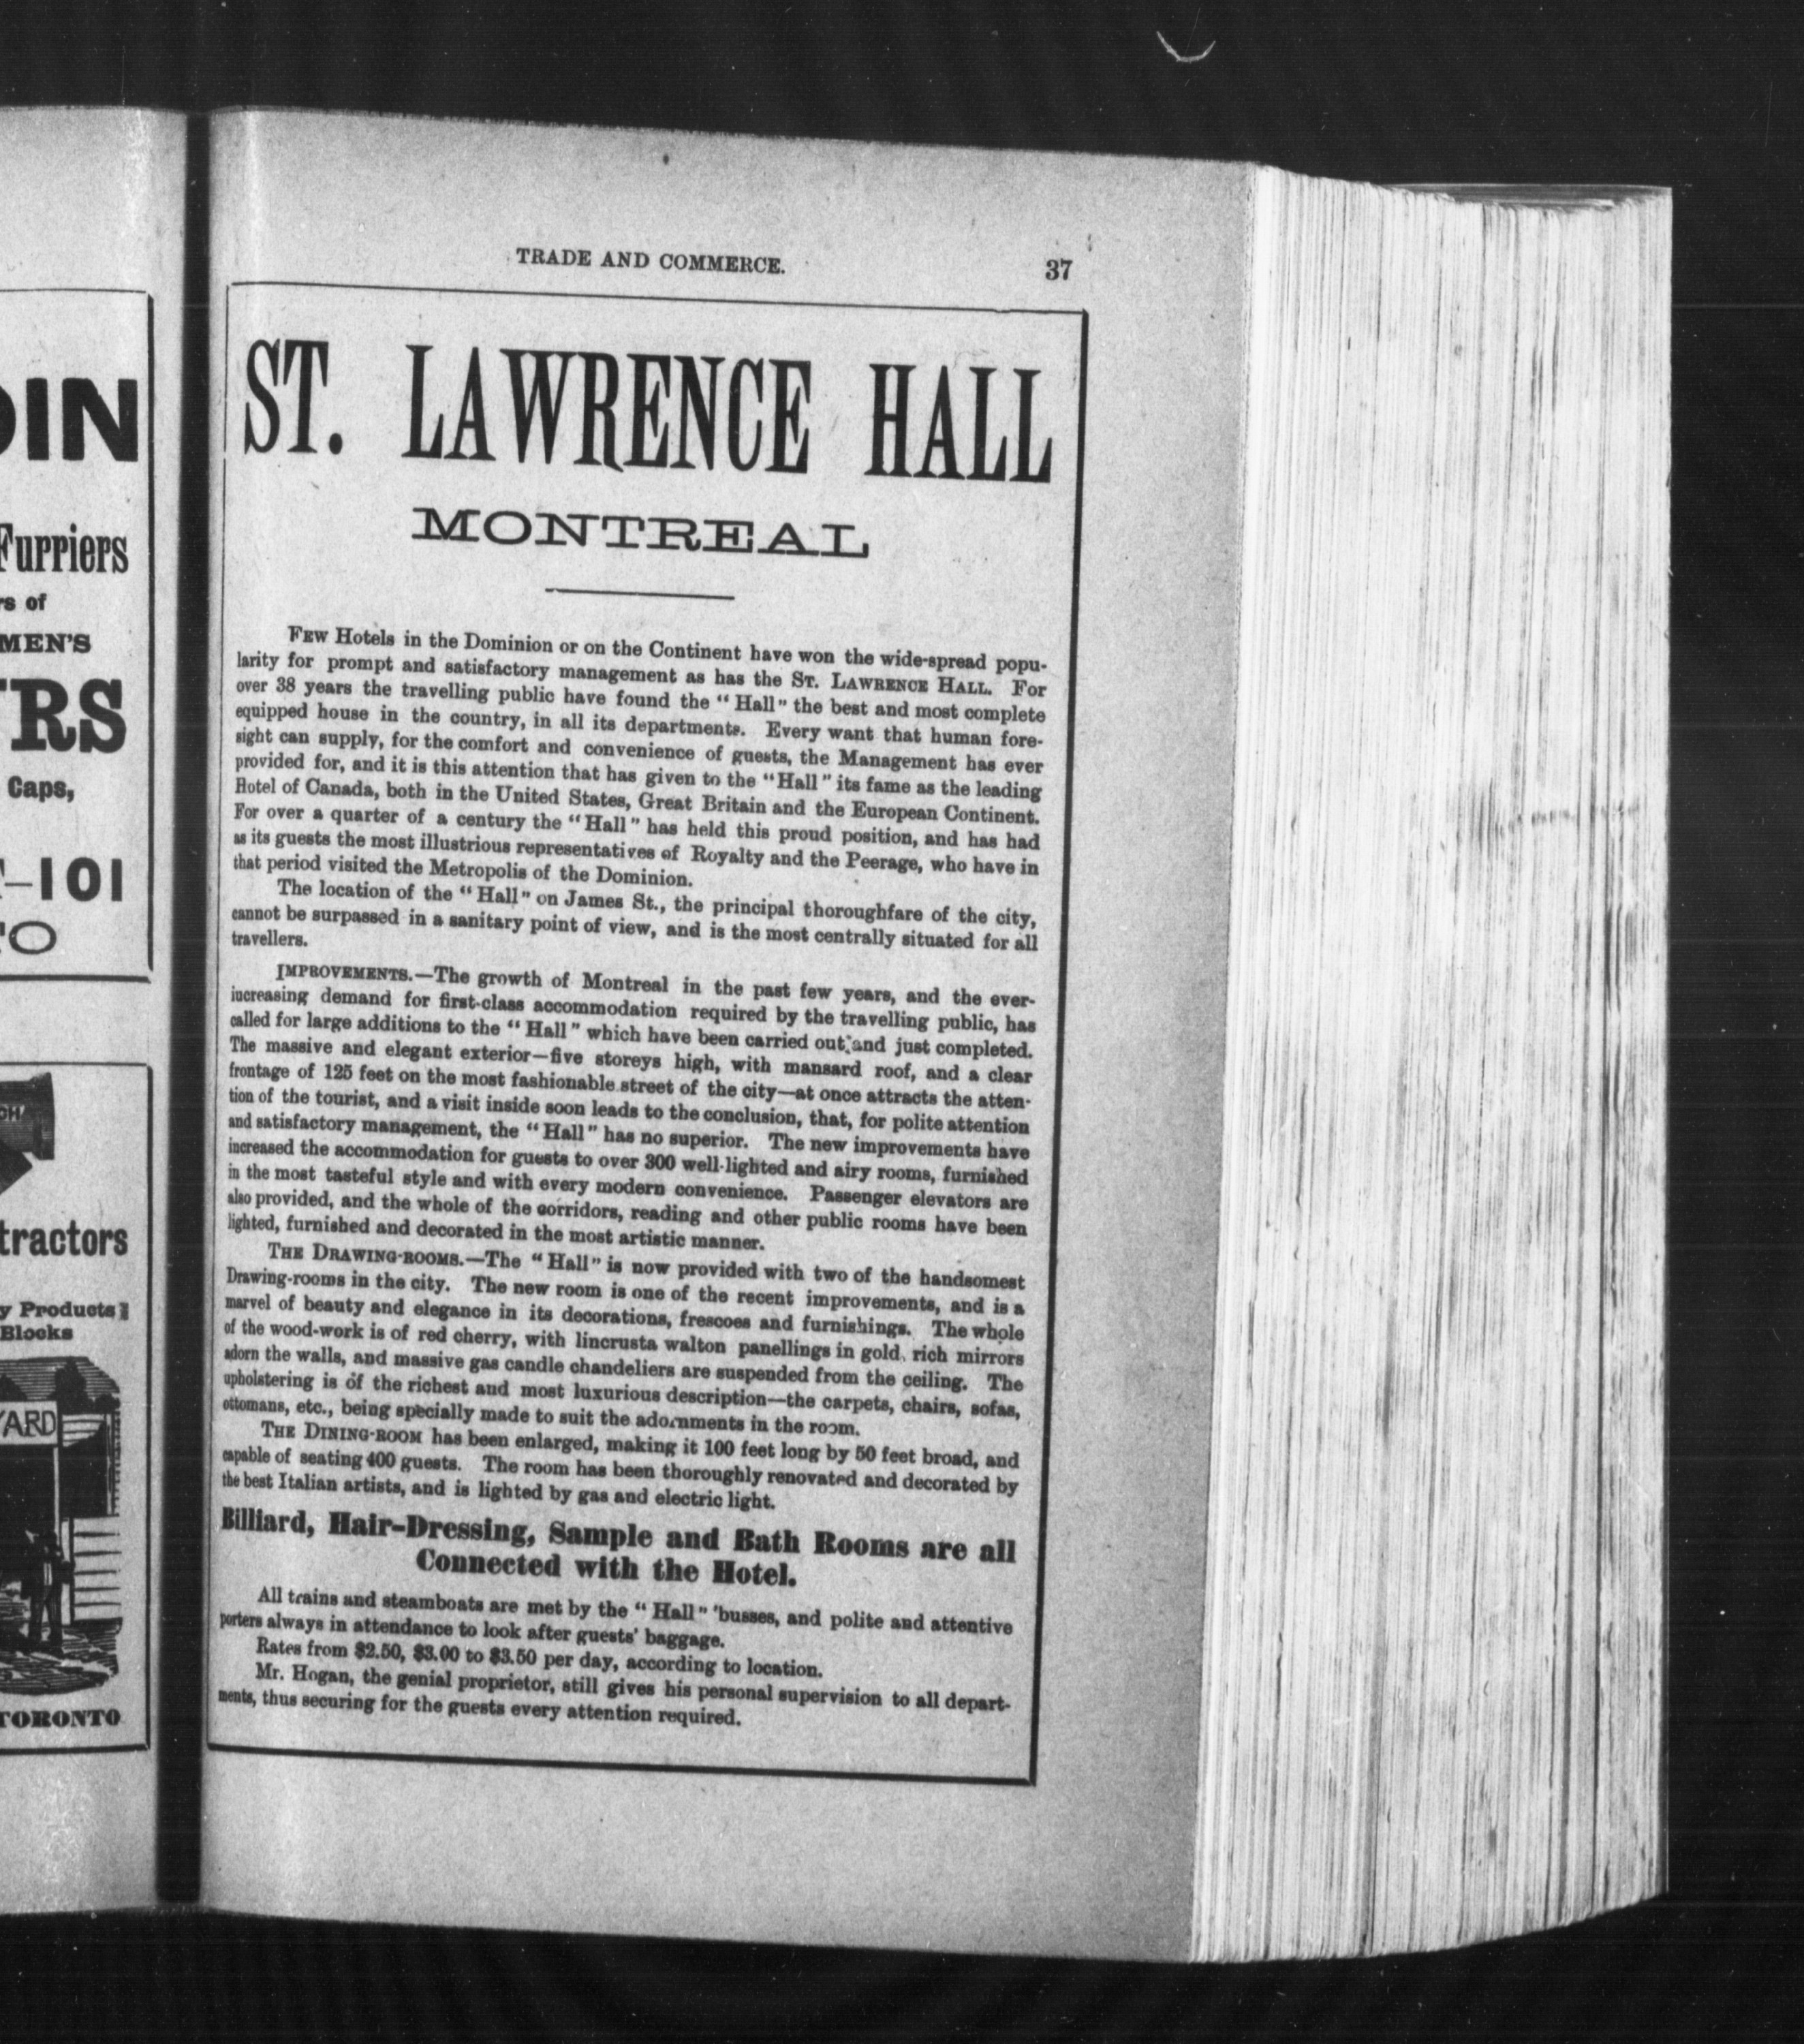 DIN
Furriers
rs of
MEN'S
TRS
Caps,
T–101
TO
CH
tractors
y Products
Blocks
YARD
TORONTO
TRADE AND COMMERCE. 37
ST. LAWRENCE HALL
MONTREAL
FEW Hotels in the Dominion or on the Continent have won the wide-spread popu-
larity for prompt and satisfactory management as has the ST. LAWRENCE HALL. For
over 38 years the travelling public have found the "Hall" the best and most complete
equipped house in the country, in all its departments. Every want that human fore-
sight can supply, for the comfort and convenience of guests, the Management has ever
provided for, and it is this attention that has given to the "Hall" its fame as the leading
Hotel of Canada, both in the United States, Great Britain and the European Continent.
For over a quarter of a century the "Hall" has held this proud position, and has had
as its guests the most illustrious representatives of Royalty and the Peerage, who have in
that period visited the Metropolis of the Dominion.
The location of the "Hall" on James St., the principal thoroughfare of the city,
cannot be surpassed in a sanitary point of view, and is the most centrally situated for all
travellers.
IMPROVEMENTS.—The growth of Montreal in the past few years, and the ever-
increasing demand for first-class accommodation required by the travelling public, has
called for large additions to the "Hall" which have been carried out and just completed.
The massive and elegant exterior—five storeys high, with mansard roof, and a clear
frontage of 125 feet on the most fashionable street of the city—at once attracts the atten-
tion of the tourist, and a visit inside soon leads to the conclusion, that, for polite attention
and satisfactory management, the "Hall" has no superior. The new improvements have
increased the accommodation for guests to over 300 well-lighted and airy rooms, furnished
in the most tasteful style and with every modern convenience. Passenger elevators are
also provided, and the whole of the corridors, reading and other public rooms have been
lighted, furnished and decorated in the most artistic manner.
THE DRAWING-ROOMS.—The "Hall" is now provided with two of the handsomest
Drawing-rooms in the city. The new room is one of the recent improvements, and is a
marvel of beauty and elegance in its decorations, frescoes and furnishings. The whole
of the wood-work is of red cherry, with lincrusta walton panellings in gold, rich mirrors
adorn the walls, and massive gas candle chandeliers are suspended from the ceiling. The
upholstering is of the richest and most luxurious description—the carpets, chairs, sofas,
ottomans, etc., being specially made to suit the adornments in the room.
THE DINING-ROOM has been enlarged, making it 100 feet long by 50 feet broad, and
capable of seating 400 guests. The room has been thoroughly renovated and decorated by
the best Italian artists, and is lighted by gas and electric light.
Billiard, Hair-Dressing, Sample and Bath Rooms are all
Connected with the Hotel.
All trains and steamboats are met by the "Hall" 'busses, and polite and attentive
porters always in attendance to look after guests' baggage.
Rates from $2.50, $3.00 to $3.50 per day, according to location.
Mr. Hogan, the genial proprietor, still gives his personal supervision to all depart-
ments, thus securing for the guests every attention required.